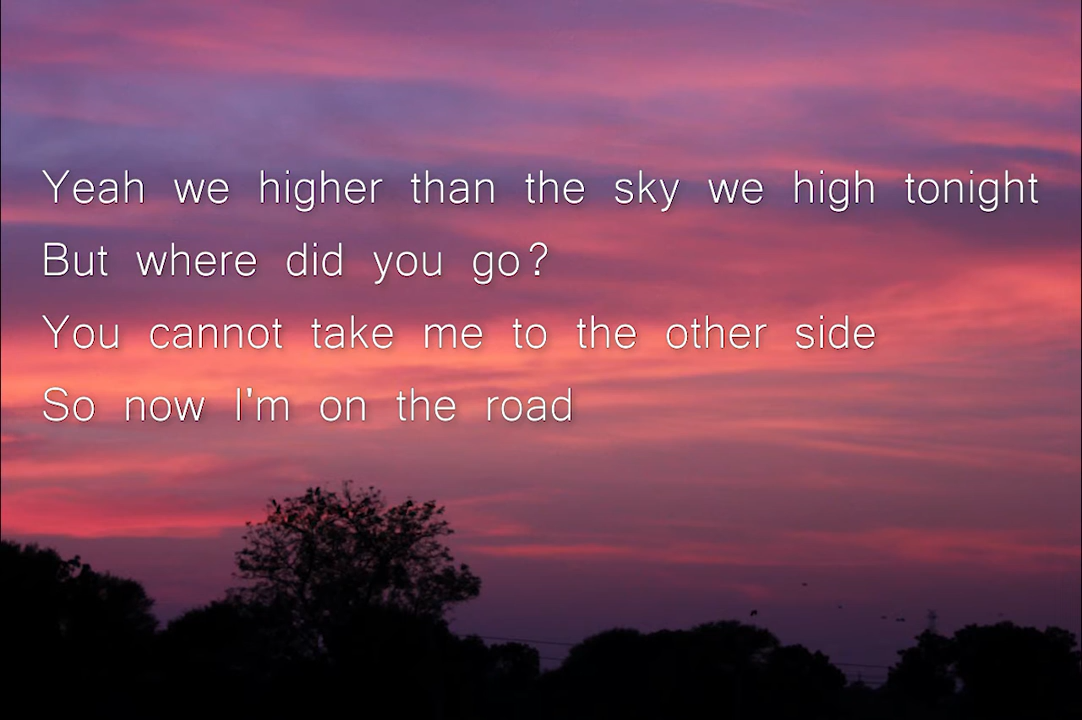 Yeah we higher than the sky we high tonight
But where did you go?
You cannot take me to the other side
So now I'm on the road